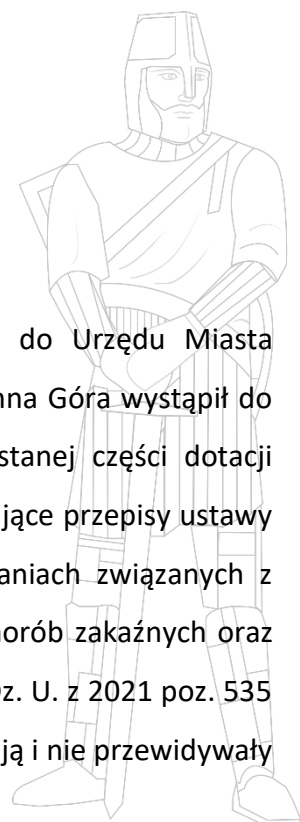 do Urzędu Miasta
nna Góra wystąpił do
stanej części dotacji
jące przepisy ustawy
aniach związanych z
horób zakaźnych oraz
Dz. U. z 2021 poz. 535
ją i nie przewidywały